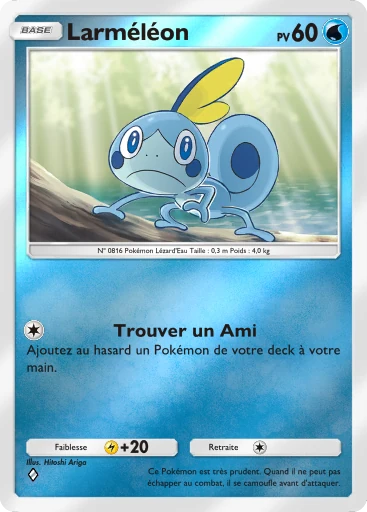 BASE Larméléon PV 60
N° 0816 Pokémon Lézard'Eau Taille : 0,3 m Poids : 4,0 kg
Trouver un Ami
Ajoutez au hasard un Pokémon de votre deck à votre
main.
Faiblesse +20 Retraite
Illus. Hitoshi Ariga
Ce Pokémon est très prudent. Quand il ne peut pas
échapper au combat, il se camoufle avant d'attaquer.